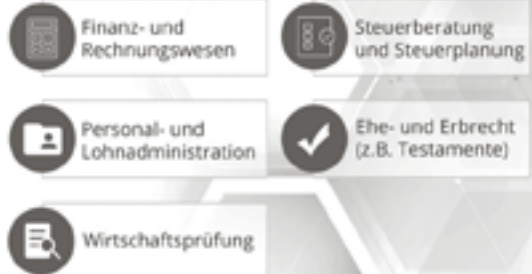 Finanz- und
Rechnungswesen
Steuerberatung
und Steuerplanung
Personal- und
Lohnadministration
Ehe- und Erbrecht
(z.B. Testamente)
Wirtschaftsprüfung